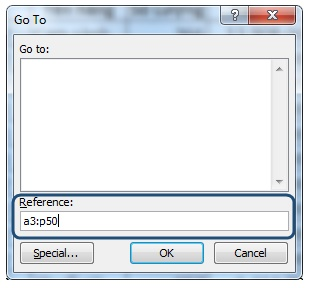 Go To
Go to:
Reference:
a3:p50
Special...
OK
Cancel